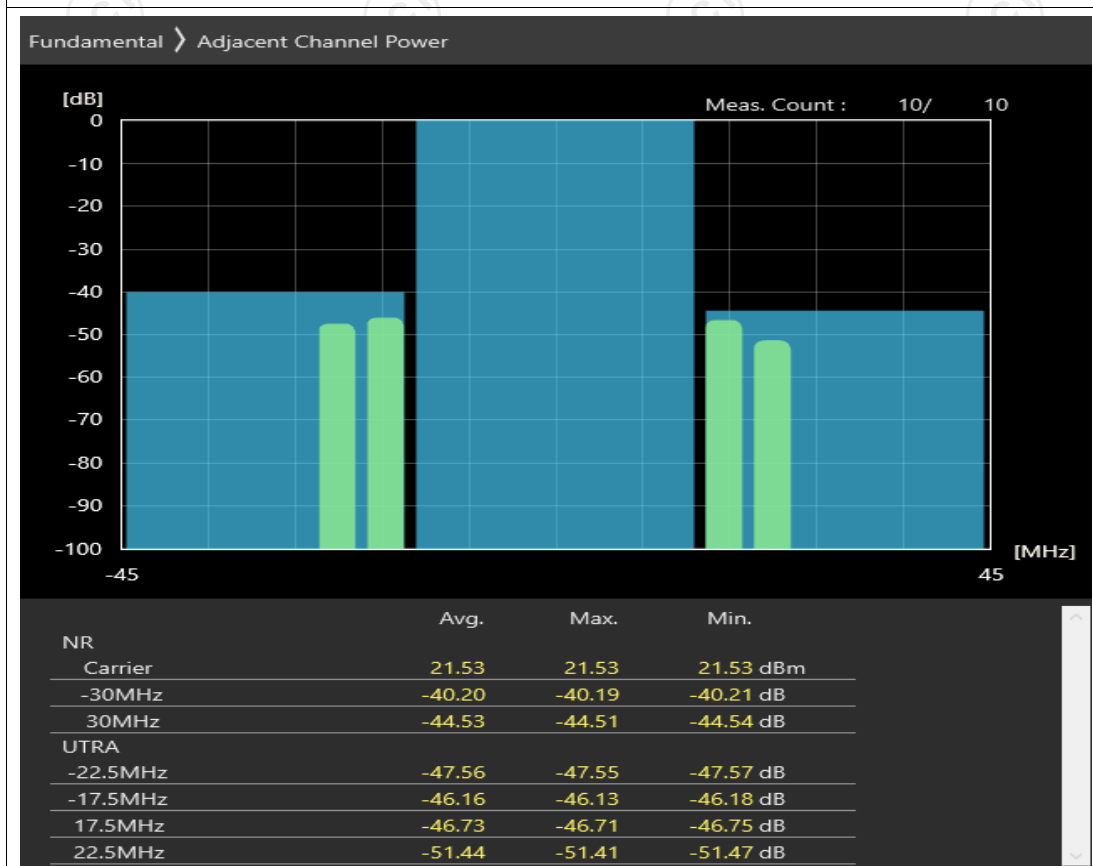 Fundamental 〉 Adjacent Channel Power
[dB]
Meas. Count : 10/ 10
0
-10
-20
-30
-40
-50
-60
-70
-80
-90
-100
[MHz]
-45 45
Avg. Max. Min.
NR
Carrier 21.53 21.53 21.53 dBm
-30MHz -40.20 -40.19 -40.21 dB
30MHz -44.53 -44.51 -44.54 dB
UTRA
-22.5MHz -47.56 -47.55 -47.57 dB
-17.5MHz -46.16 -46.13 -46.18 dB
17.5MHz -46.73 -46.71 -46.75 dB
22.5MHz -51.44 -51.41 -51.47 dB